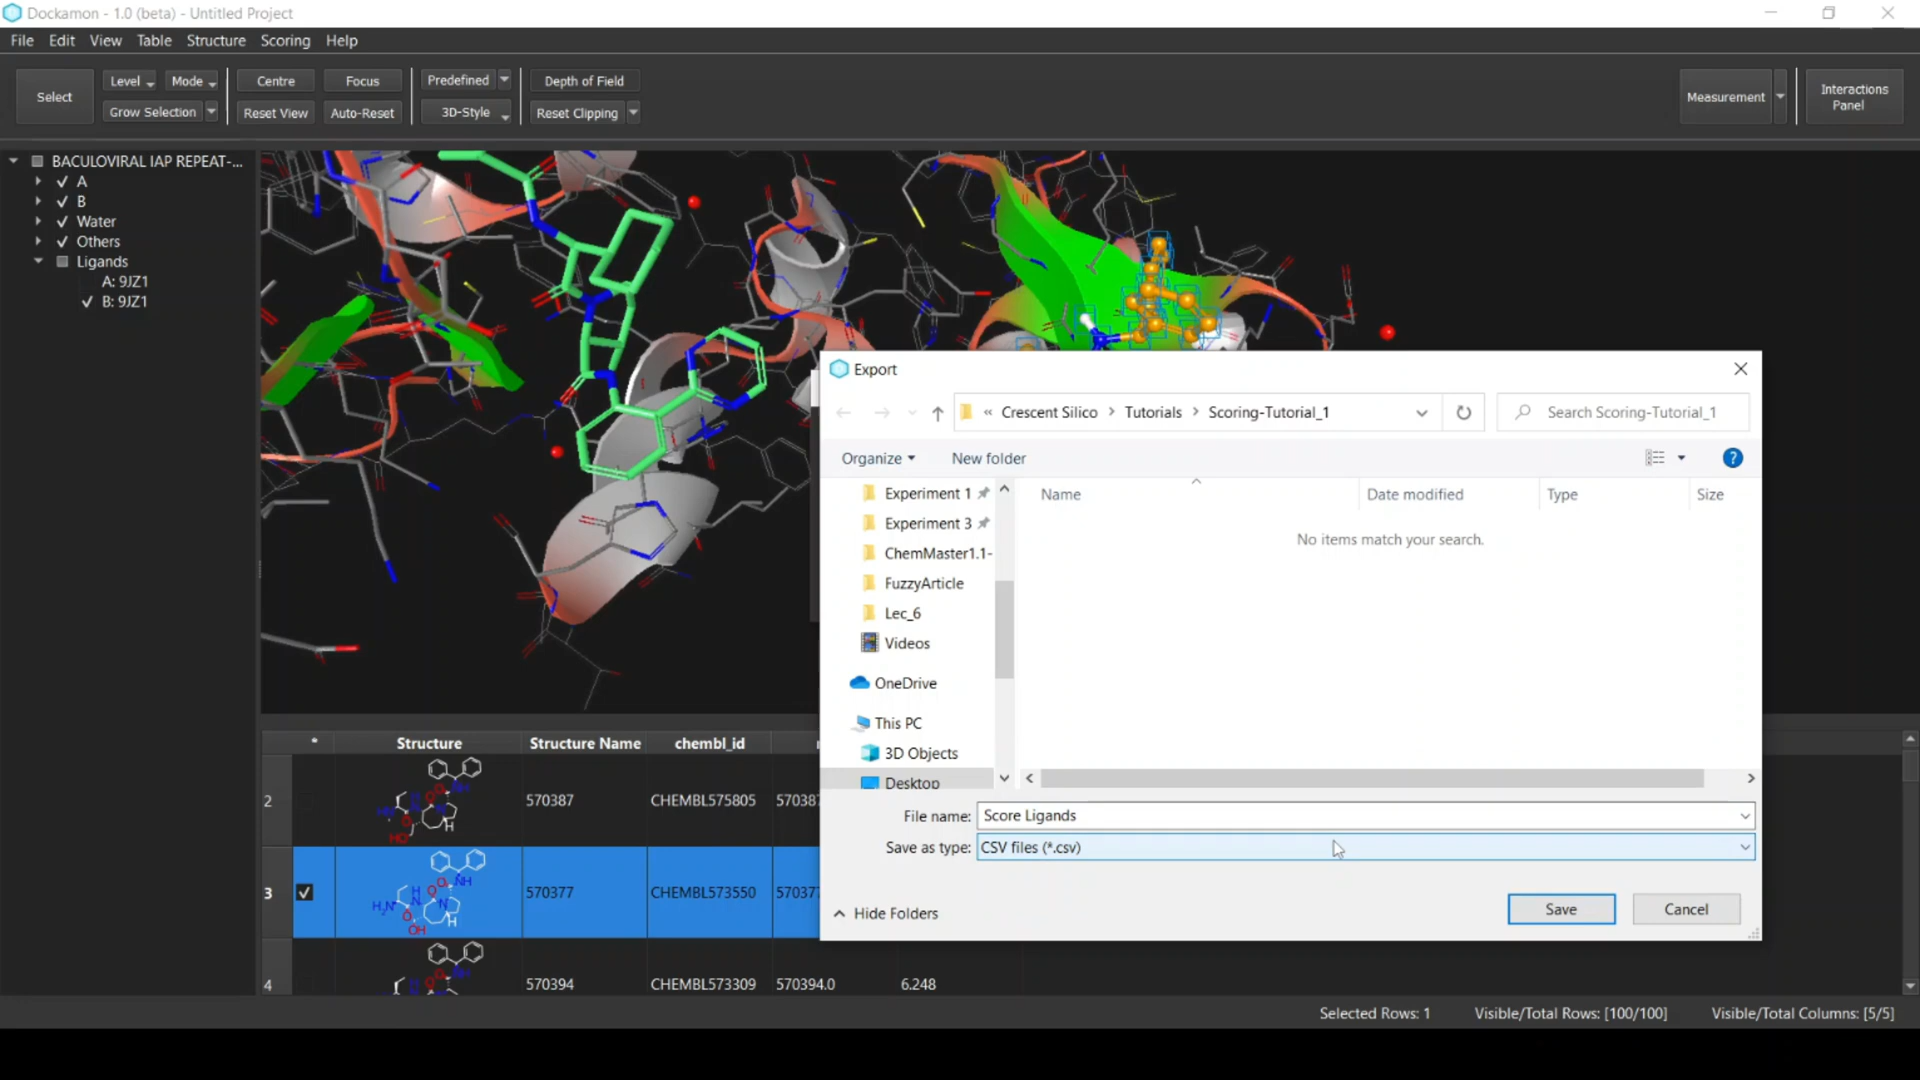 Dockamon - 1.0 (beta) - Untitled Project
File Edit View Table Structure Scoring Help
Select
Level
Mode
Grow Selection
Centre
Focus
Reset View
Auto-Reset
Predefined
3D-Style
Depth of Field
Reset Clipping
Measurement
Interactions
Panel
BACULOVIRAL IAP REPEAT-...
A
B
Water
Others
Ligands
A: 9JZ1
B: 9JZ1
Export
« Crescent Silico > Tutorials > Scoring-Tutorial_1
Search Scoring-Tutorial_1
Organize
New folder
?
Experiment 1
Experiment 3
ChemMaster1.1-
FuzzyArticle
Lec_6
Videos
OneDrive
This PC
3D Objects
Desktop
Name Date modified Type Size
No items match your search.
File name: Score Ligands
Save as type: CSV files (*.csv)
Hide Folders
Save
Cancel
* Structure Structure Name chembl_id
2 570387 CHEMBL575805 570387
3 570377 CHEMBL573550 570377
4 570394 CHEMBL573309 570394.0 6.248
Selected Rows: 1 Visible/Total Rows: [100/100] Visible/Total Columns: [5/5]